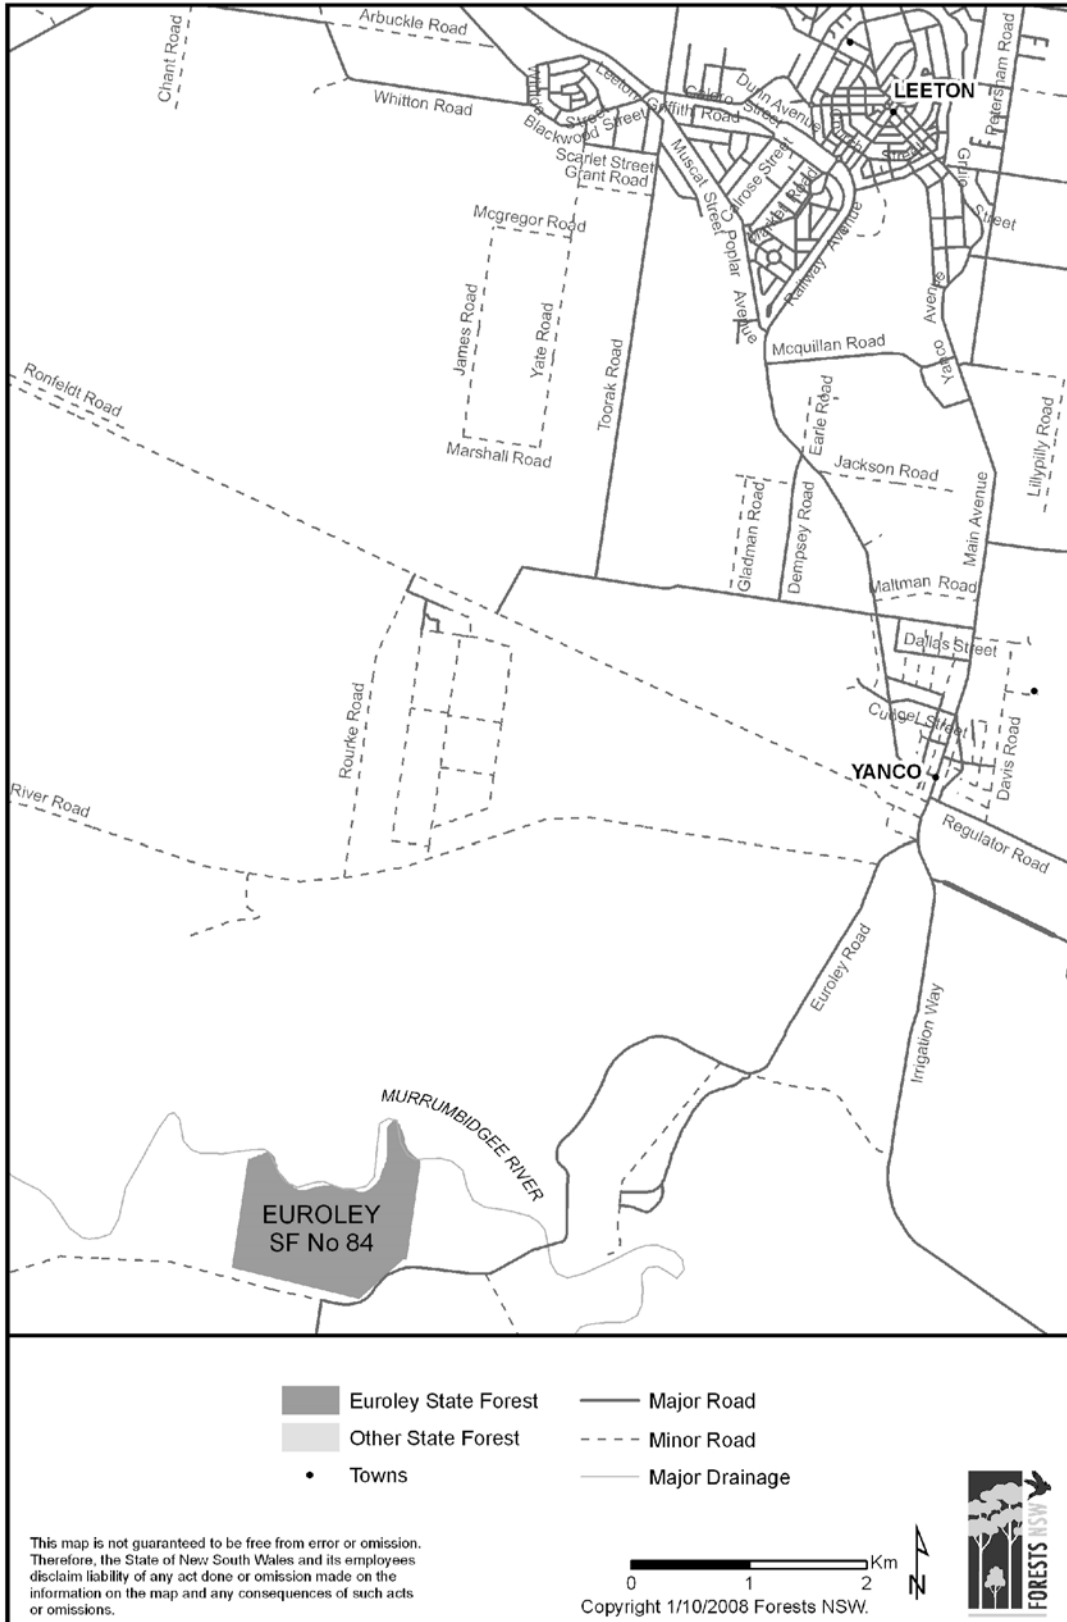 Arbuckle Road
Chant Road
Whitton Road
Leeton
Griffith Road
Calero Street
Dunn Avenue
LEETON
Petersham Road
Blackwood Street
Scarlet Street
Grant Road
Muscat Street
Calrose Street
Market Road
Church Street
Street
Mcgregor Road
James Road
Yate Road
Toorak Road
Poplar Avenue
Railway Avenue
Yanco Avenue
Mcquillan Road
Yanco
Ronfeldt Road
Marshall Road
Earle Road
Jackson Road
Lillypilly Road
Main Avenue
Gladman Road
Dempsey Road
Maltman Road
Dallas Street
Rourke Road
Cudgel Street
YANCO
Davis Road
River Road
Regulator Road
Euroley Road
Irrigation Way
MURRUMBIDGEE RIVER
EUROLEY
SF No 84
Euroley State Forest
Other State Forest
Towns
Major Road
Minor Road
Major Drainage
This map is not guaranteed to be free from error or omission.
Therefore, the State of New South Wales and its employees
disclaim liability of any act done or omission made on the
information on the map and any consequences of such acts
or omissions.
Km
0 1 2
N
Copyright 1/10/2008 Forests NSW.
FORESTS NSW